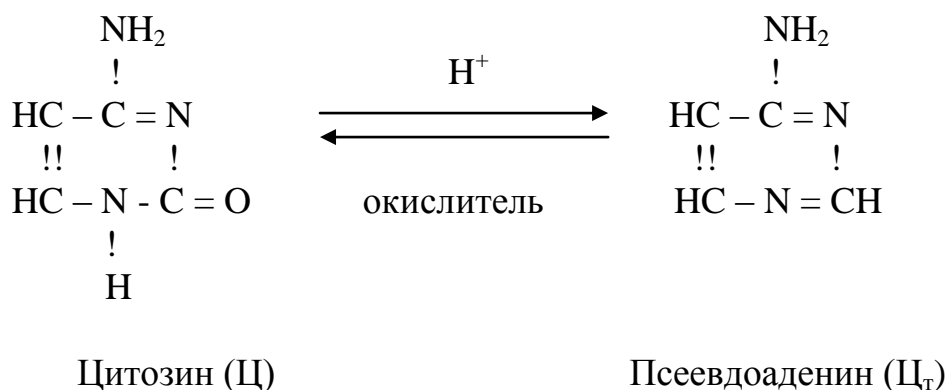 NH₂ NH₂
! H⁺ !
HC – C = N HC – C = N
!! ! !! !
HC – N - C = O окислитель HC – N = CH
!
H
Цитозин (Ц) Псеевдоаденин (Цт)